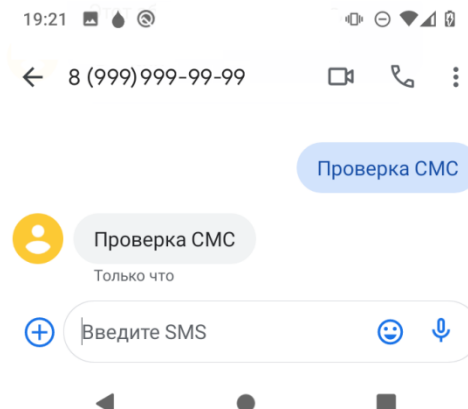 19:21
8 (999) 999-99-99
Проверка СМС
Проверка СМС
Только что
Введите SMS